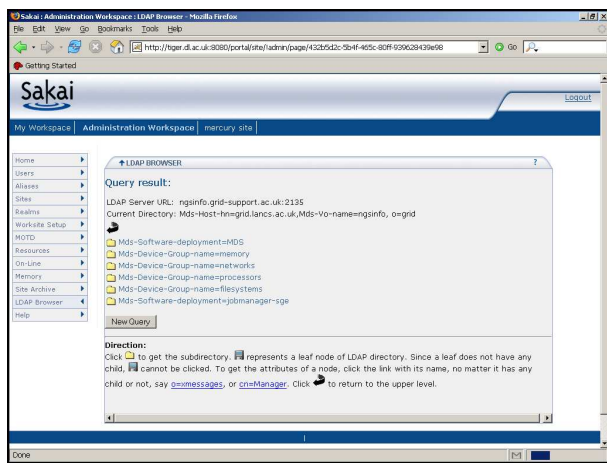 Sakai : Administration Workspace : LDAP Browser - Mozilla Firefox
File Edit View Go Bookmarks Tools Help
http://tiger.dl.ac.uk:8080/portal/site/!admin/page/432b5d2c-5b4f-465c-80ff-939628439e98 Go
Getting Started
Sakai
Logout
My Workspace Administration Workspace mercury site
Home
Users
Aliases
Sites
Realms
Worksite Setup
MOTD
Resources
On-Line
Memory
Site Archive
LDAP Browser
Help
LDAP BROWSER ?
Query result:
LDAP Server URL: ngsinfo.grid-support.ac.uk:2135
Current Directory: Mds-Host-hn=grid.lancs.ac.uk,Mds-Vo-name=ngsinfo, o=grid
Mds-Software-deployment=MDS
Mds-Device-Group-name=memory
Mds-Device-Group-name=networks
Mds-Device-Group-name=processors
Mds-Device-Group-name=filesystems
Mds-Software-deployment=jobmanager-sge
New Query
Direction:
Click to get the subdirectory. represents a leaf node of LDAP directory. Since a leaf does not have any
child, cannot be clicked. To get the attributes of a node, click the link with its name, no matter it has any
child or not, say o=xmessages, or cn=Manager. Click to return to the upper level.
Done